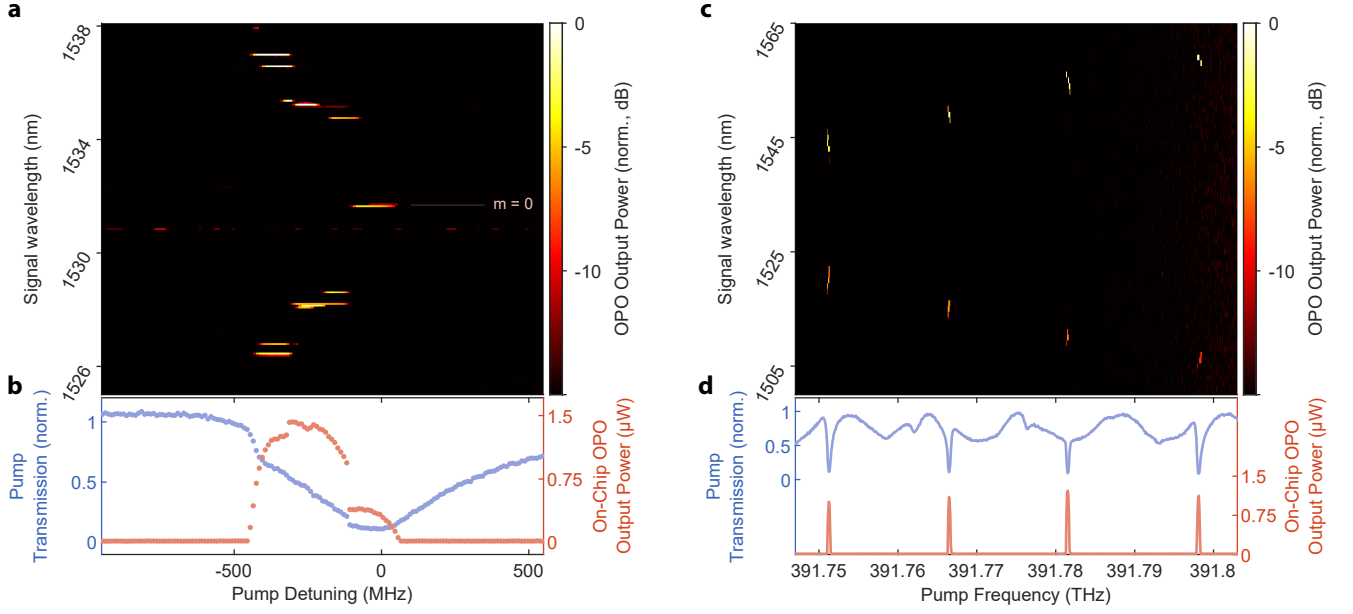 a
1538
1534
1530
1526
Signal wavelength (nm)
m = 0
0
-5
-10
OPO Output Power (norm., dB)
b
1
0.5
0
Pump
Transmission (norm.)
1.5
0.75
0
On-Chip OPO
Output Power (μW)
-500
0
500
Pump Detuning (MHz)
c
1565
1545
1525
1505
Signal wavelength (nm)
0
-5
-10
OPO Output Power (norm., dB)
d
1
0.5
0
Pump
Transmission (norm.)
1.5
0.75
0
On-Chip OPO
Output Power (μW)
391.75
391.76
391.77
391.78
391.79
391.8
Pump Frequency (THz)